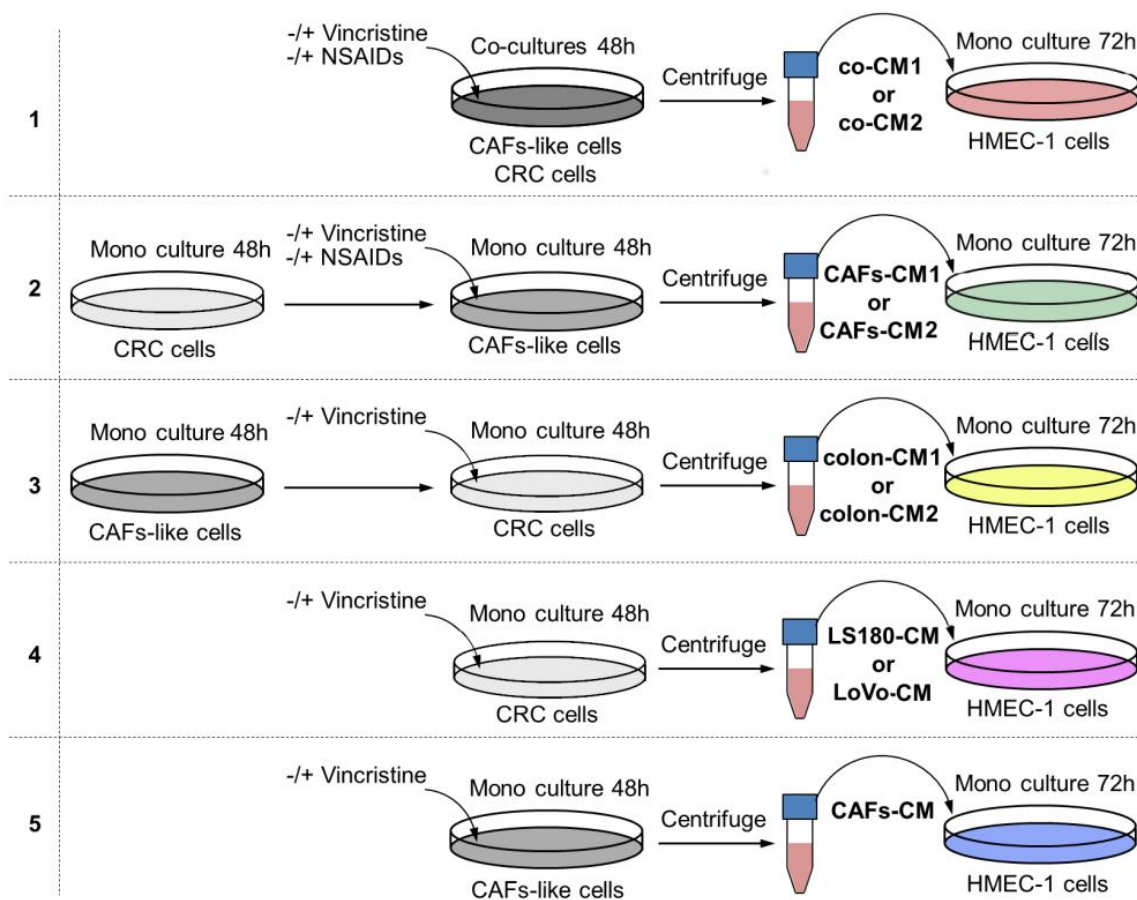 -/+ Vincristine
-/+ NSAIDs
Co-cultures 48h
Mono culture 72h
Centrifuge
co-CM1
or
co-CM2
1
CAFs-like cells
CRC cells
HMEC-1 cells
Mono culture 48h
-/+ Vincristine
-/+ NSAIDs
Mono culture 48h
Mono culture 72h
Centrifuge
2
CAFs-CM1
or
CAFs-CM2
CRC cells
CAFs-like cells
HMEC-1 cells
Mono culture 48h
-/+ Vincristine
Mono culture 48h
Mono culture 72h
Centrifuge
3
colon-CM1
or
colon-CM2
CAFs-like cells
CRC cells
HMEC-1 cells
-/+ Vincristine
Mono culture 48h
Mono culture 72h
Centrifuge
4
LS180-CM
or
LoVo-CM
CRC cells
HMEC-1 cells
-/+ Vincristine
Mono culture 48h
Mono culture 72h
Centrifuge
5
CAFs-CM
CAFs-like cells
HMEC-1 cells